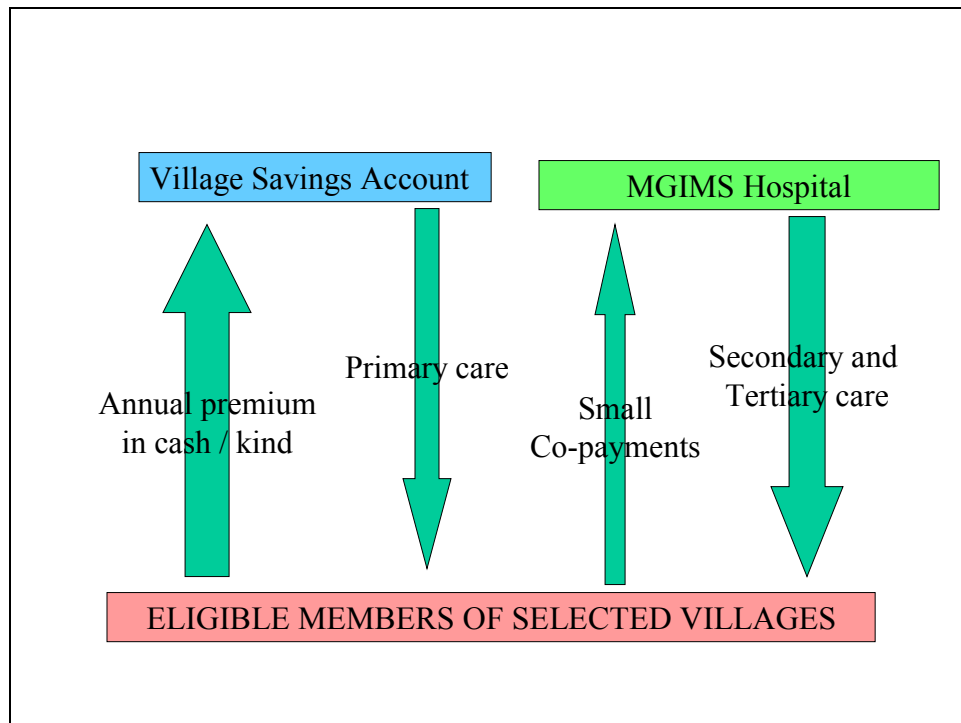 Village Savings Account
MGIMS Hospital
Annual premium
in cash / kind
Primary care
Small
Co-payments
Secondary and
Tertiary care
ELIGIBLE MEMBERS OF SELECTED VILLAGES